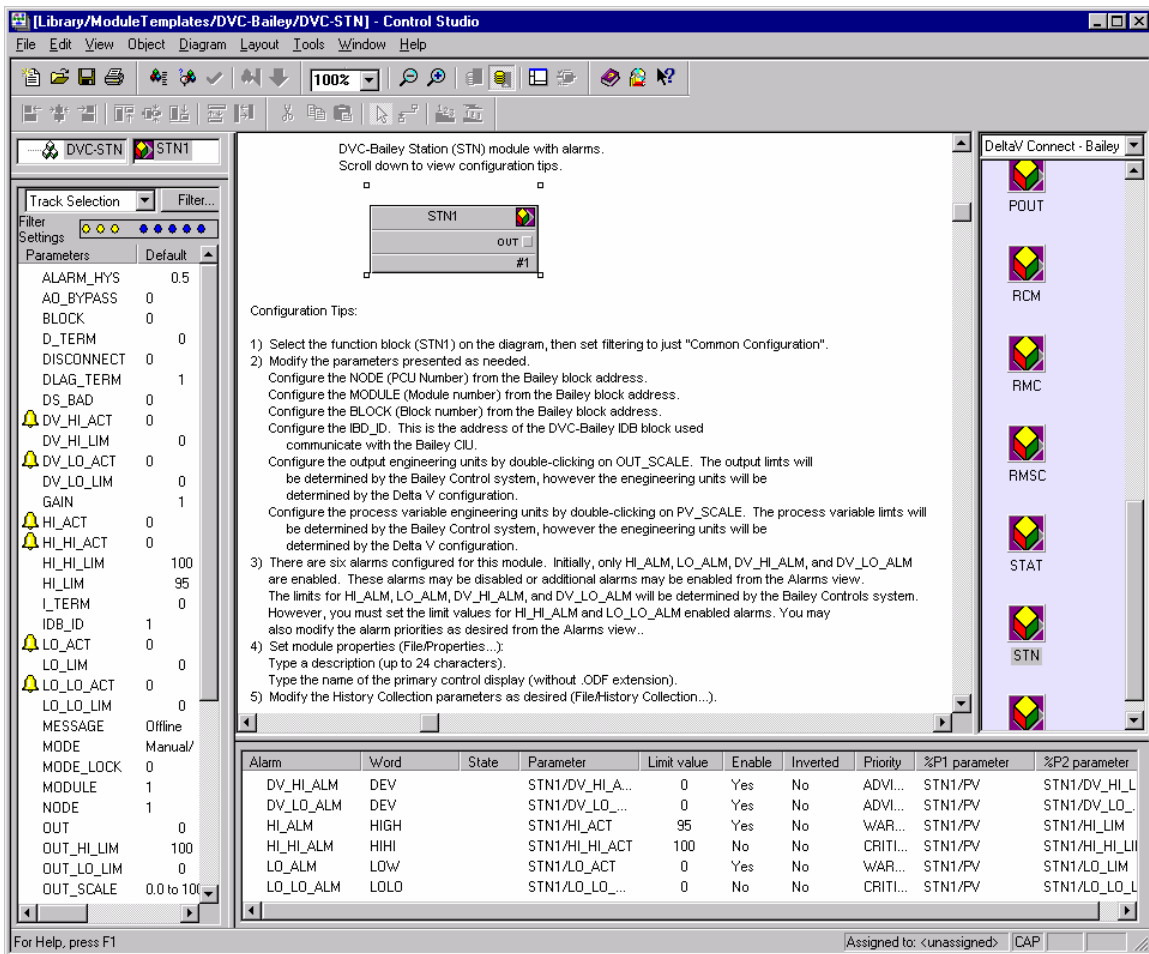 [Library/ModuleTemplates/DVC-Bailey/DVC-STN] - Control Studio
File Edit View Object Diagram Layout Tools Window Help
100%
DVC-STN STN1
Track Selection Filter...
Filter Settings
Parameters Default
ALARM_HYS 0.5
AO_BYPASS 0
BLOCK 0
D_TERM 0
DISCONNECT 0
DLAG_TERM 1
DS_BAD 0
DV_HI_ACT 0
DV_HI_LIM 0
DV_LO_ACT 0
DV_LO_LIM 0
GAIN 1
HI_ACT 0
HI_HI_ACT 0
HI_HI_LIM 100
HI_LIM 95
I_TERM 0
IDB_ID 1
LO_ACT 0
LO_LIM 0
LO_LO_ACT 0
LO_LO_LIM 0
MESSAGE Offline
MODE Manual/
MODE_LOCK 0
MODULE 1
NODE 1
OUT 0
OUT_HI_LIM 100
OUT_LO_LIM 0
OUT_SCALE 0.0 to 10(
DVC-Bailey Station (STN) module with alarms.
Scroll down to view configuration tips.
STN1
OUT
#1
Configuration Tips:
1) Select the function block (STN1) on the diagram, then set filtering to just "Common Configuration".
2) Modify the parameters presented as needed.
Configure the NODE (PCU Number) from the Bailey block address.
Configure the MODULE (Module number) from the Bailey block address.
Configure the BLOCK (Block number) from the Bailey block address.
Configure the IBD_ID. This is the address of the DVC-Bailey IDB block used
communicate with the Bailey CIU.
Configure the output engineering units by double-clicking on OUT_SCALE. The output limts will
be determined by the Bailey Control system, however the enegineering units will be
determined by the Delta V configuration.
Configure the process variable engineering units by double-clicking on PV_SCALE. The process variable limts will
be determined by the Bailey Control system, however the enegineering units will be
determined by the Delta V configuration.
3) There are six alarms configured for this module. Initially, only HI_ALM, LO_ALM, DV_HI_ALM, and DV_LO_ALM
are enabled. These alarms may be disabled or additional alarms may be enabled from the Alarms view.
The limits for HI_ALM, LO_ALM, DV_HI_ALM, and DV_LO_ALM will be determined by the Bailey Controls system.
However, you must set the limit values for HI_HI_ALM and LO_LO_ALM enabled alarms. You may
also modify the alarm priorities as desired from the Alarms view..
4) Set module properties (File/Properties...):
Type a description (up to 24 characters).
Type the name of the primary control display (without .ODF extension).
5) Modify the History Collection parameters as desired (File/History Collection...).
DeltaV Connect - Bailey
POUT
RCM
RMC
RMSC
STAT
STN
Alarm Word State Parameter Limit value Enable Inverted Priority %P1 parameter %P2 parameter
DV_HI_ALM DEV STN1/DV_HI_A... 0 Yes No ADVI... STN1/PV STN1/DV_HI_L
DV_LO_ALM DEV STN1/DV_LO_... 0 Yes No ADVI... STN1/PV STN1/DV_LO_.
HI_ALM HIGH STN1/HI_ACT 95 Yes No WAR... STN1/PV STN1/HI_LIM
HI_HI_ALM HIHI STN1/HI_HI_ACT 100 No No CRITI... STN1/PV STN1/HI_HI_LI
LO_ALM LOW STN1/LO_ACT 0 Yes No WAR... STN1/PV STN1/LO_LIM
LO_LO_ALM LOLO STN1/LO_LO_... 0 No No CRITI... STN1/PV STN1/LO_LO_L
For Help, press F1
Assigned to: <unassigned> CAP